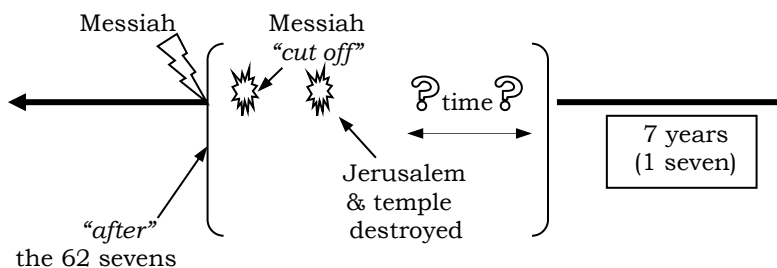 Messiah
Messiah
“cut off”
? time ?
7 years
(1 seven)
Jerusalem
& temple
destroyed
“after”
the 62 sevens